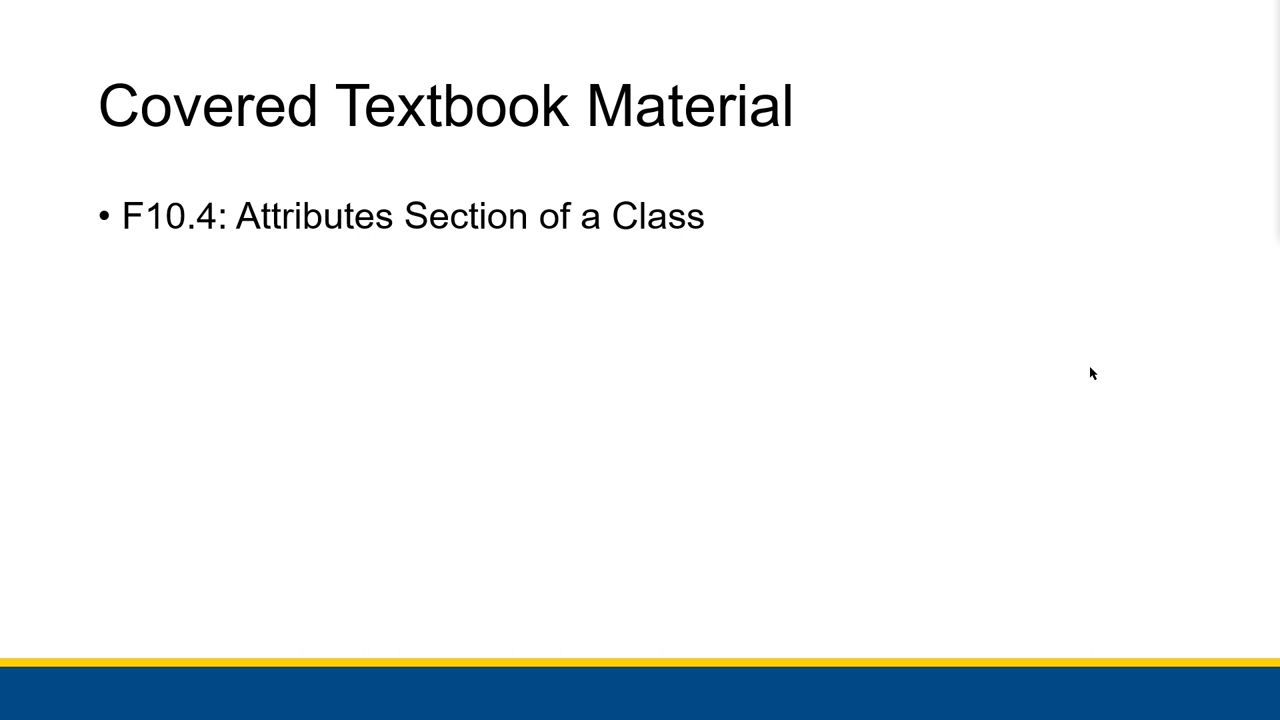 Covered Textbook Material
• F10.4: Attributes Section of a Class